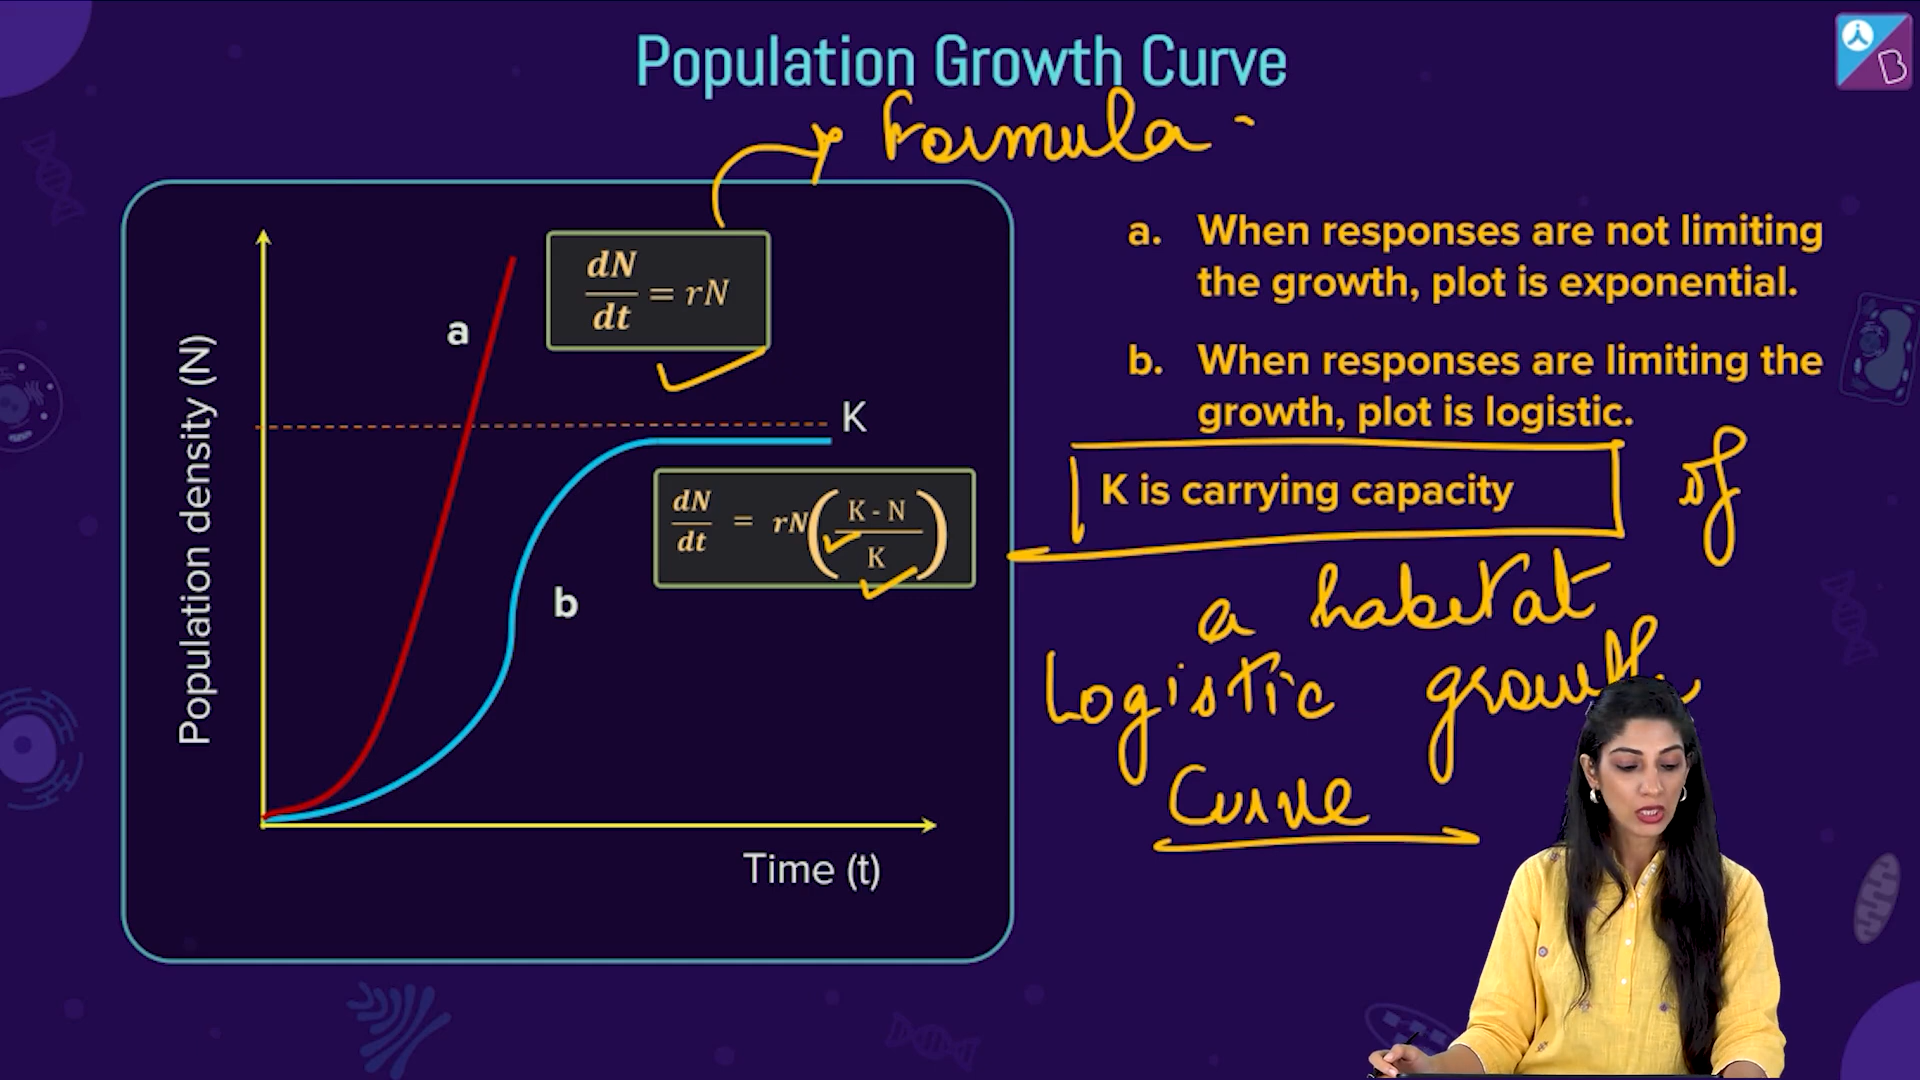 Population Growth Curve
Formula -
dN/dt = rN
a
K
dN/dt = rN((K - N)/K)
b
Population density (N)
Time (t)
a. When responses are not limiting
the growth, plot is exponential.
b. When responses are limiting the
growth, plot is logistic.
K is carrying capacity of
a habitat
Logistic growth
Curve
B